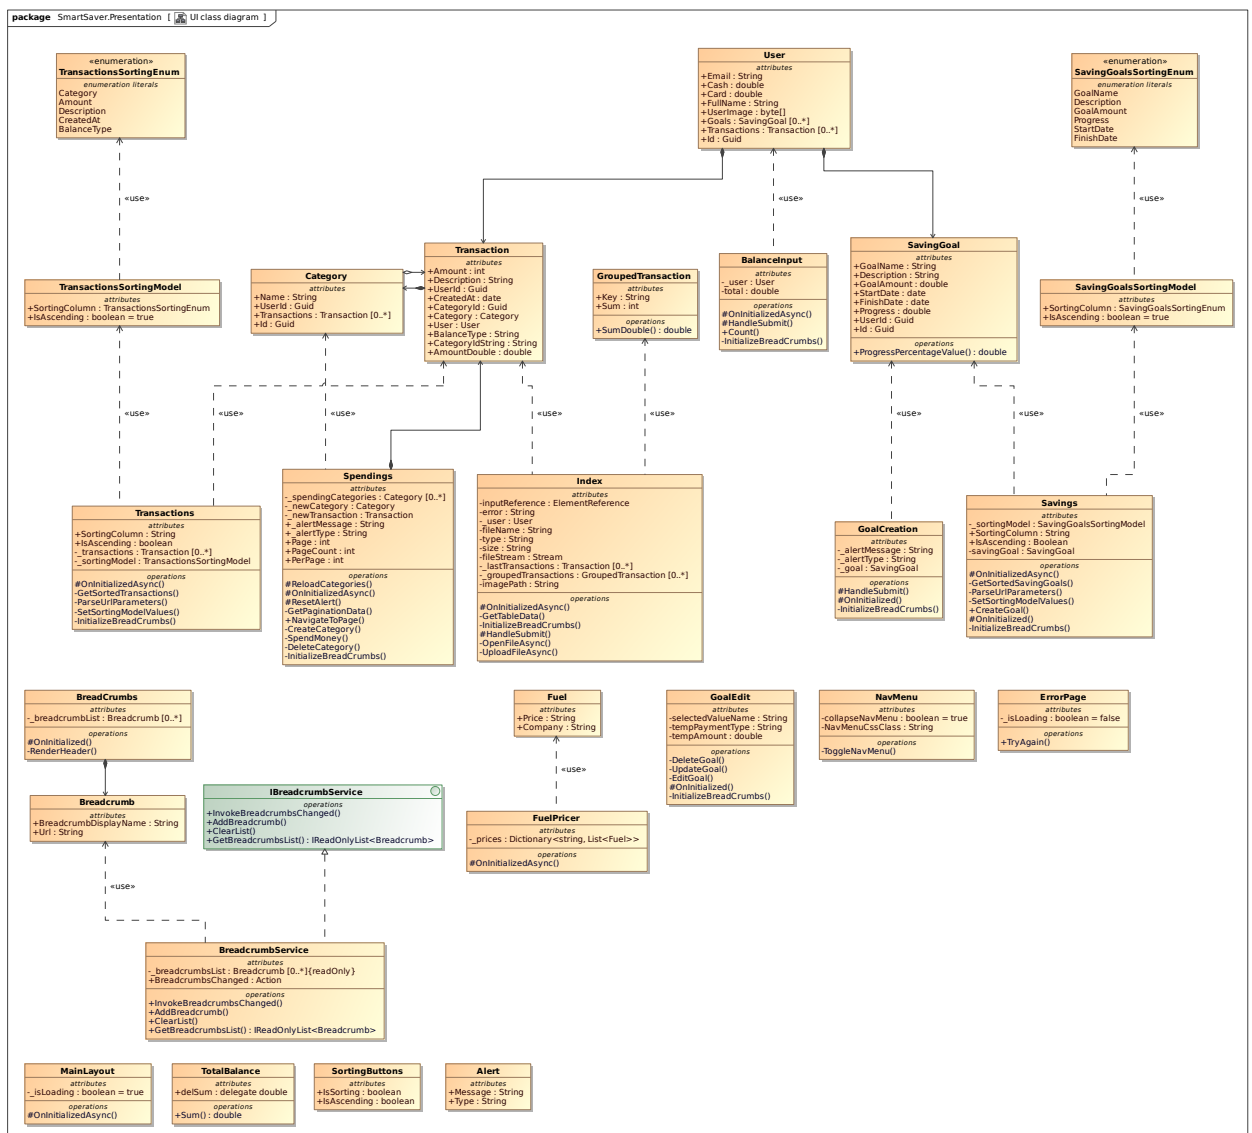 package SmartSaver.Presentation [ UI class diagram ]
«enumeration»
TransactionsSortingEnum
enumeration literals
Category
Amount
Description
CreatedAt
BalanceType
User
attributes
+Email : String
+Cash : double
+Card : double
+FullName : String
+UserImage : byte[]
+Goals : SavingGoal [0..*]
+Transactions : Transaction [0..*]
+Id : Guid
«enumeration»
SavingGoalsSortingEnum
enumeration literals
GoalName
Description
GoalAmount
Progress
StartDate
FinishDate
«use»
«use»
«use»
TransactionsSortingModel
attributes
+SortingColumn : TransactionsSortingEnum
+IsAscending : boolean = true
Category
attributes
+Name : String
+UserId : Guid
+Transactions : Transaction [0..*]
+Id : Guid
Transaction
attributes
+Amount : int
+Description : String
+UserId : Guid
+CreatedAt : date
+CategoryId : Guid
+Category : Category
+User : User
+BalanceType : String
+CategoryIdString : String
+AmountDouble : double
GroupedTransaction
attributes
+Key : String
+Sum : int
operations
+SumDouble() : double
BalanceInput
attributes
-_user : User
-total : double
operations
#OnInitializedAsync()
#HandleSubmit()
+Count()
-InitializeBreadCrumbs()
SavingGoal
attributes
+GoalName : String
+Description : String
+GoalAmount : double
+StartDate : date
+FinishDate : date
+Progress : double
+UserId : Guid
+Id : Guid
operations
+ProgressPercentageValue() : double
SavingGoalsSortingModel
attributes
+SortingColumn : SavingGoalsSortingEnum
+IsAscending : boolean = true
«use»
«use»
«use»
«use»
«use»
«use»
«use»
«use»
Transactions
attributes
+SortingColumn : String
+IsAscending : boolean
-_transactions : Transaction [0..*]
-_sortingModel : TransactionsSortingModel
operations
#OnInitializedAsync()
-GetSortedTransactions()
-ParseUrlParameters()
-SetSortingModelValues()
-InitializeBreadCrumbs()
Spendings
attributes
-_spendingCategories : Category [0..*]
-_newCategory : Category
-_newTransaction : Transaction
+_alertMessage : String
+_alertType : String
+Page : int
+PageCount : int
+PerPage : int
operations
#ReloadCategories()
#OnInitializedAsync()
#ResetAlert()
-GetPaginationData()
+NavigateToPage()
-CreateCategory()
-SpendMoney()
-DeleteCategory()
-InitializeBreadCrumbs()
Index
attributes
-inputReference : ElementReference
-error : String
-_user : User
-fileName : String
-type : String
-size : String
-fileStream : Stream
-_lastTransactions : Transaction [0..*]
-_groupedTransactions : GroupedTransaction [0..*]
-imagePath : String
operations
#OnInitializedAsync()
-GetTableData()
-InitializeBreadCrumbs()
#HandleSubmit()
-OpenFileAsync()
-UploadFileAsync()
GoalCreation
attributes
-_alertMessage : String
-_alertType : String
-_goal : SavingGoal
operations
#HandleSubmit()
#OnInitialized()
-InitializeBreadCrumbs()
Savings
attributes
-_sortingModel : SavingGoalsSortingModel
+SortingColumn : String
+IsAscending : Boolean
-savingGoal : SavingGoal
operations
#OnInitializedAsync()
-GetSortedSavingGoals()
-ParseUrlParameters()
-SetSortingModelValues()
+CreateGoal()
#OnInitialized()
-InitializeBreadCrumbs()
BreadCrumbs
attributes
-_breadcrumbList : Breadcrumb [0..*]
operations
#OnInitialized()
-RenderHeader()
Fuel
attributes
+Price : String
+Company : String
GoalEdit
attributes
-selectedValueName : String
-tempPaymentType : String
-tempAmount : double
operations
-DeleteGoal()
-UpdateGoal()
-EditGoal()
#OnInitialized()
-InitializeBreadCrumbs()
NavMenu
attributes
-collapseNavMenu : boolean = true
-NavMenuCssClass : String
operations
-ToggleNavMenu()
ErrorPage
attributes
-_isLoading : boolean = false
operations
+TryAgain()
«use»
Breadcrumb
attributes
+BreadcrumbDisplayName : String
+Url : String
IBreadcrumbService
operations
+InvokeBreadcrumbsChanged()
+AddBreadcrumb()
+ClearList()
+GetBreadcrumbsList() : IReadOnlyList<Breadcrumb>
FuelPricer
attributes
-_prices : Dictionary<string, List<Fuel>>
operations
#OnInitializedAsync()
«use»
BreadcrumbService
attributes
-_breadcrumbsList : Breadcrumb [0..*]{readOnly}
+BreadcrumbsChanged : Action
operations
+InvokeBreadcrumbsChanged()
+AddBreadcrumb()
+ClearList()
+GetBreadcrumbsList() : IReadOnlyList<Breadcrumb>
MainLayout
attributes
-_isLoading : boolean = true
operations
#OnInitializedAsync()
TotalBalance
attributes
+delSum : delegate double
operations
+Sum() : double
SortingButtons
attributes
+IsSorting : boolean
+IsAscending : boolean
Alert
attributes
+Message : String
+Type : String